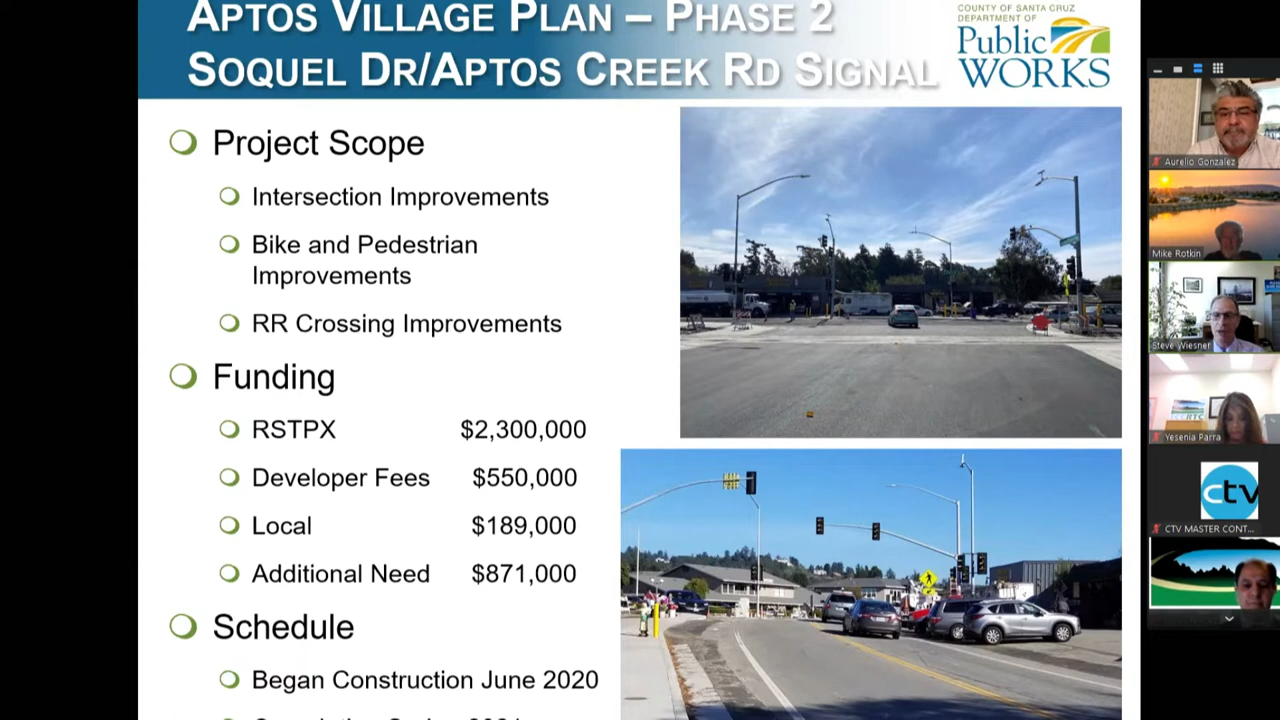 APTOS VILLAGE PLAN – PHASE 2
SOQUEL DR/APTOS CREEK RD SIGNAL
COUNTY OF SANTA CRUZ
DEPARTMENT OF
Public
WORKS
Project Scope
Intersection Improvements
Bike and Pedestrian
Improvements
RR Crossing Improvements
Funding
RSTPX $2,300,000
Developer Fees $550,000
Local $189,000
Additional Need $871,000
Schedule
Began Construction June 2020
Aurelio Gonzalez
Mike Rotkin
Steve Wiesner
Yesenia Parra
ctv
CTV MASTER CONT...